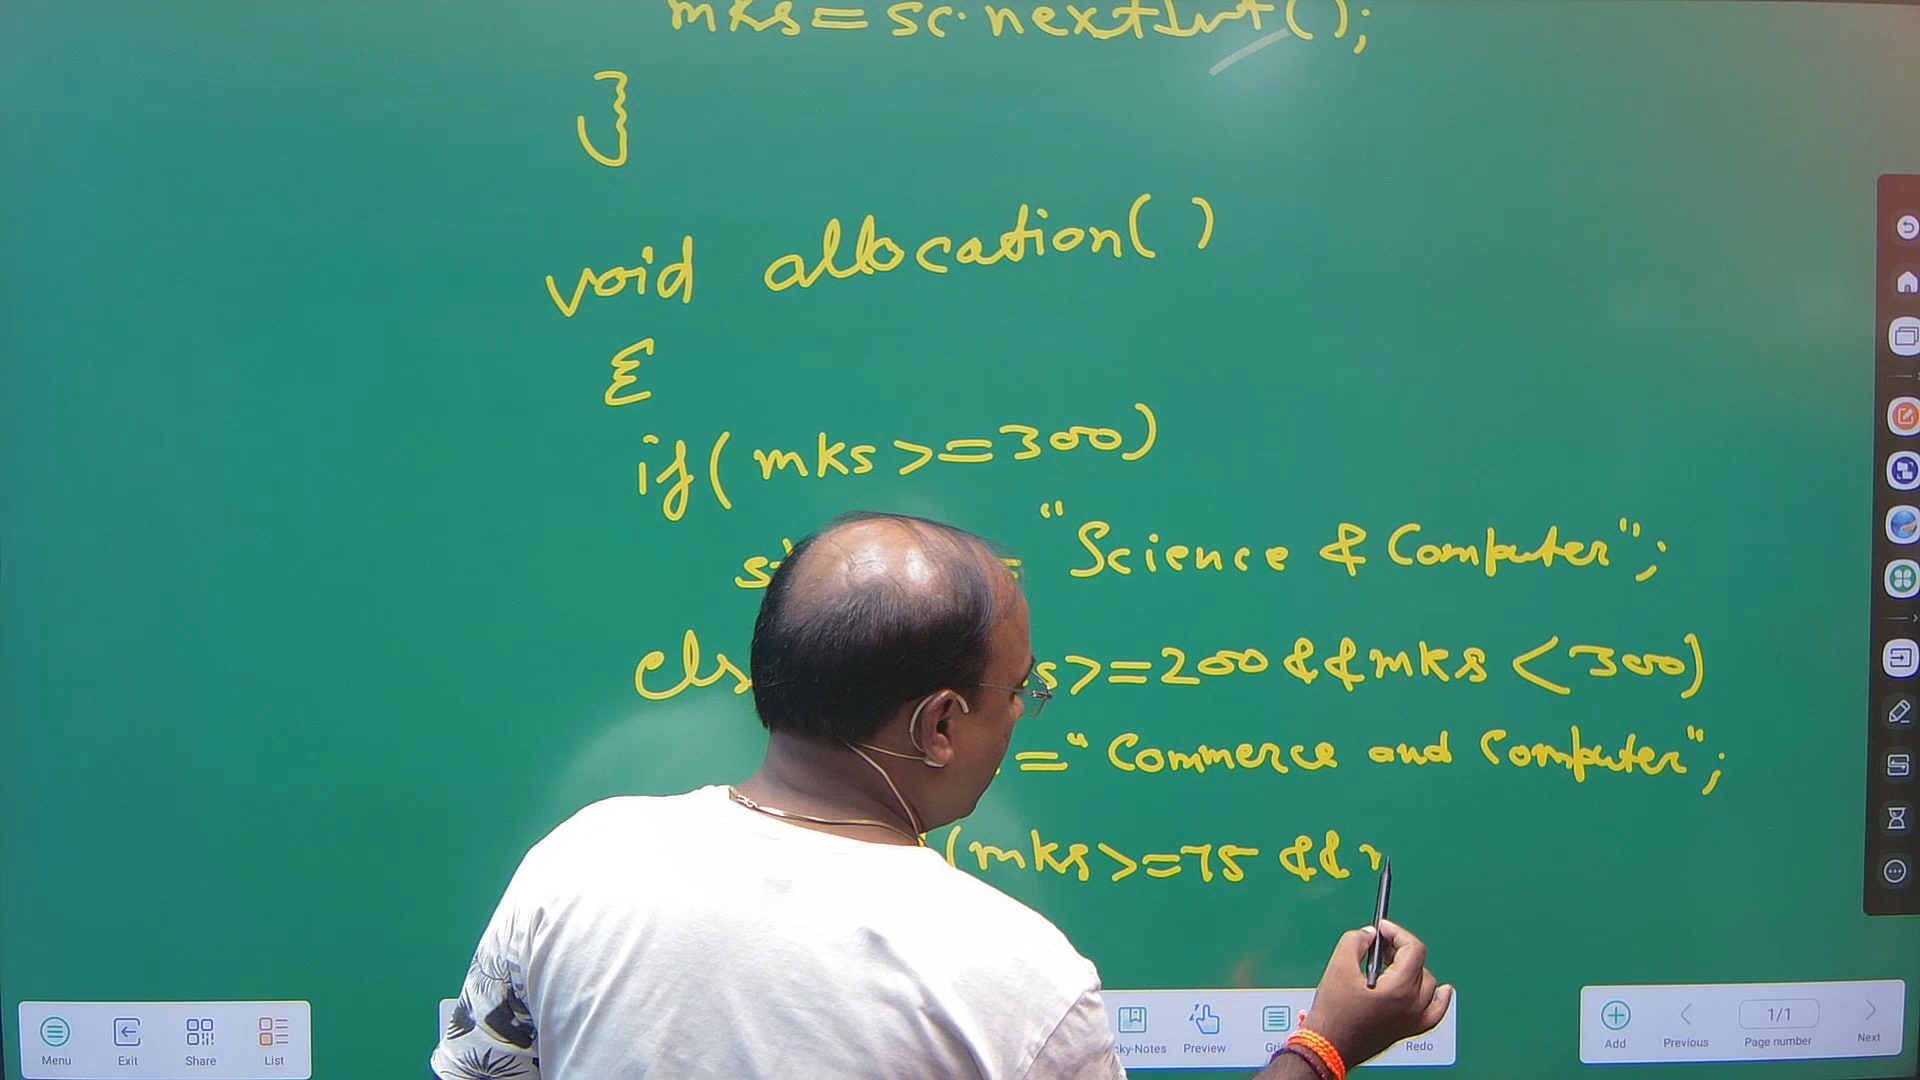 mks = sc.nextInt();
}
void allocation( )
{
if( mks >=300)
= "Science & Computer";
>=200 &&mks < 300)
=" Commerce and Computer";
(mks>=75 &&
Menu Exit Share List
Preview Redo
Add Previous 1/1 Page number Next